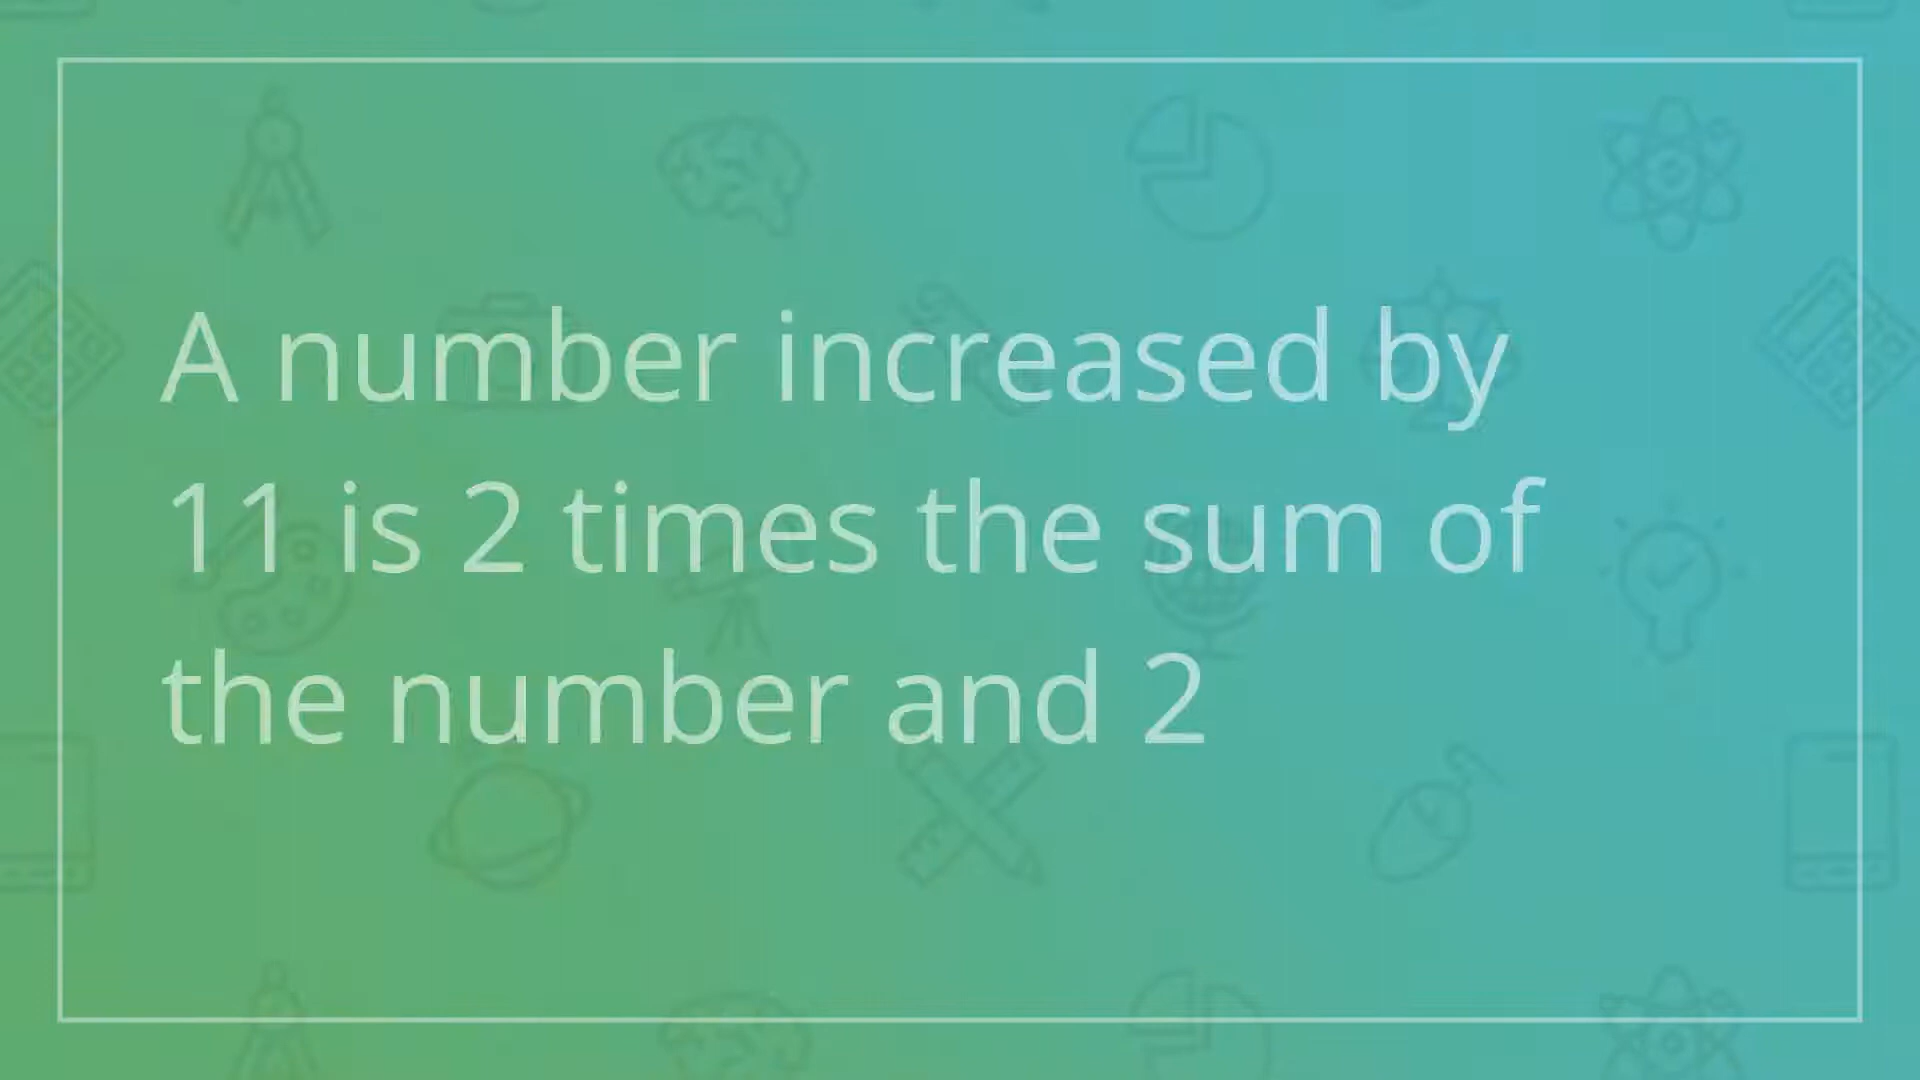 A number increased by
11 is 2 times the sum of
the number and 2